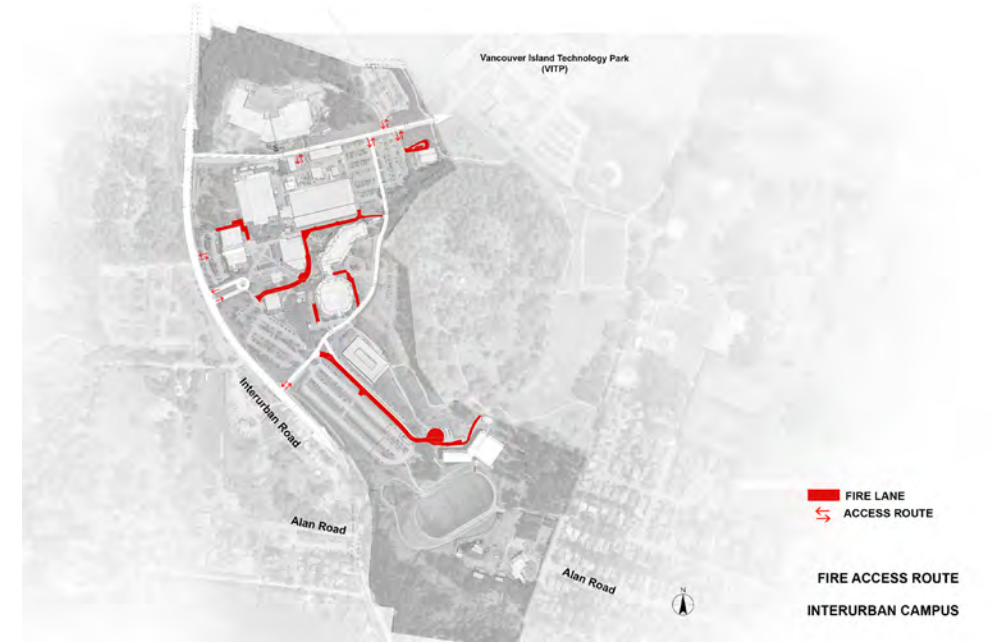 Vancouver Island Technology Park
(VITP)
Interurban Road
Alan Road
Alan Road
FIRE LANE
ACCESS ROUTE
N
FIRE ACCESS ROUTE
INTERURBAN CAMPUS